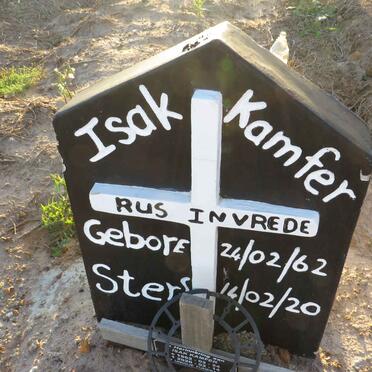 Isak Kamfer
RUS IN VREDE
Gebore 24/02/62
Sterf 14/02/20